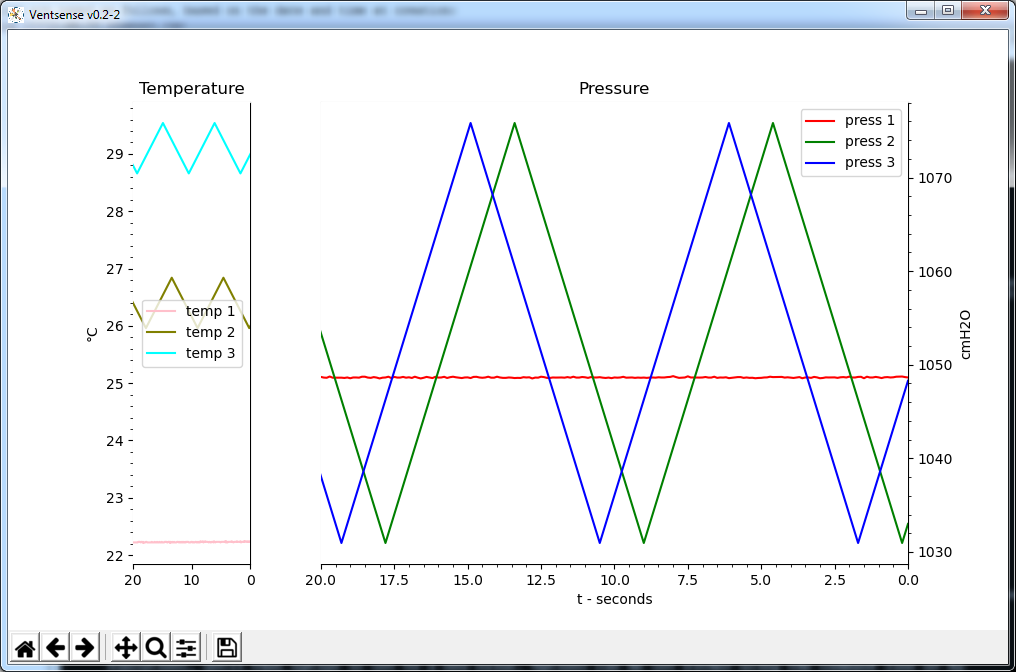 Ventsense v0.2-2
Temperature
Pressure
29
28
27
26
25
24
23
22
°C
temp 1
temp 2
temp 3
20 10 0
press 1
press 2
press 3
1070
1060
1050
1040
1030
cmH2O
20.0 17.5 15.0 12.5 10.0 7.5 5.0 2.5 0.0
t - seconds